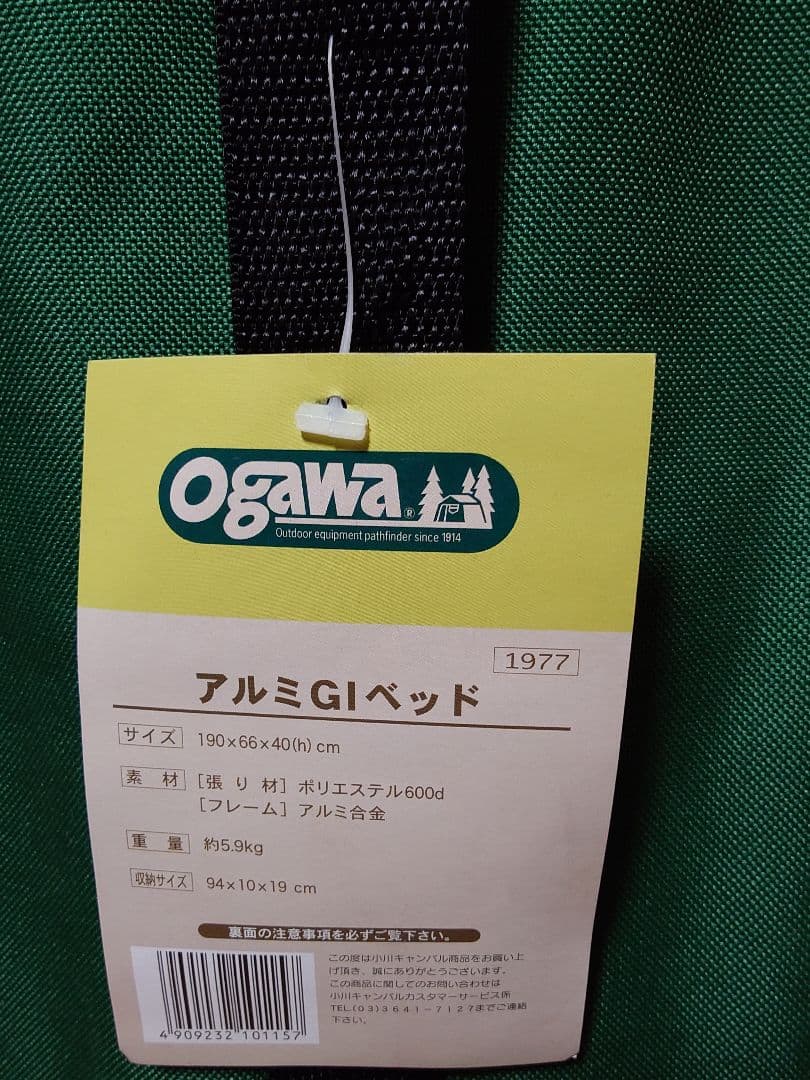 ogawa®
Outdoor equipment pathfinder since 1914
1977
アルミGIベッド
サイズ 190×66×40(h) cm
素 材 [張 り 材] ポリエステル600d
[フレーム] アルミ合金
重 量 約5.9kg
収納サイズ 94×10×19 cm
裏面の注意事項を必ずご覧下さい。
この度は小川キャンパル商品をお買い上
げ頂き、誠にありがとうございます。
この商品に関してのお問い合わせは
小川キャンパルカスタマーサービス係
TEL(03)3641-7127までご連絡
下さい。
4 909232 101157